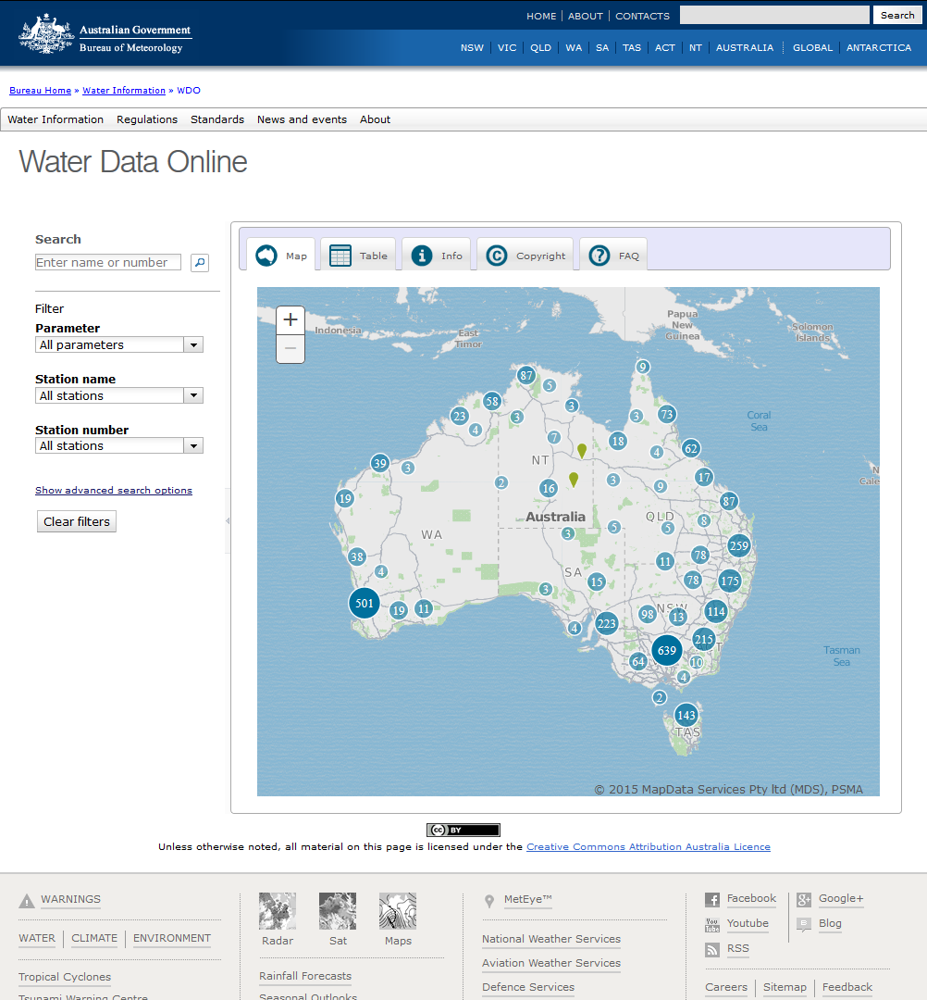 HOME | ABOUT | CONTACTS Search
Australian Government
Bureau of Meteorology
NSW | VIC | QLD | WA | SA | TAS | ACT | NT | AUSTRALIA | GLOBAL | ANTARCTICA
Bureau Home » Water Information » WDO
Water Information Regulations Standards News and events About
Water Data Online
Search
Enter name or number
Filter
Parameter
All parameters
Station name
All stations
Station number
All stations
Show advanced search options
Clear filters
Map Table Info Copyright FAQ
+
−
Indonesia
East
Timor
Papua
New
Guinea
Solomon
Islands
Coral
Sea
N
Cale
Tasman
Sea
NT
Australia
WA
QLD
SA
NSW
T
TAS
9
87
5
58
3
23
4
3
3
73
7
18
4
62
39
3
2
16
3
9
17
19
87
3
5
5
8
259
38
4
11
78
15
78
175
3
501
19
11
98
13
114
4
223
639
215
64
10
4
2
143
© 2015 MapData Services Pty ltd (MDS), PSMA
cc BY
Unless otherwise noted, all material on this page is licensed under the Creative Commons Attribution Australia Licence
WARNINGS
WATER | CLIMATE | ENVIRONMENT
Tropical Cyclones
Tsunami Warning Centre
Radar Sat Maps
Rainfall Forecasts
Seasonal Outlooks
MetEye™
National Weather Services
Aviation Weather Services
Defence Services
Facebook
Youtube
RSS
Google+
Blog
Careers | Sitemap | Feedback